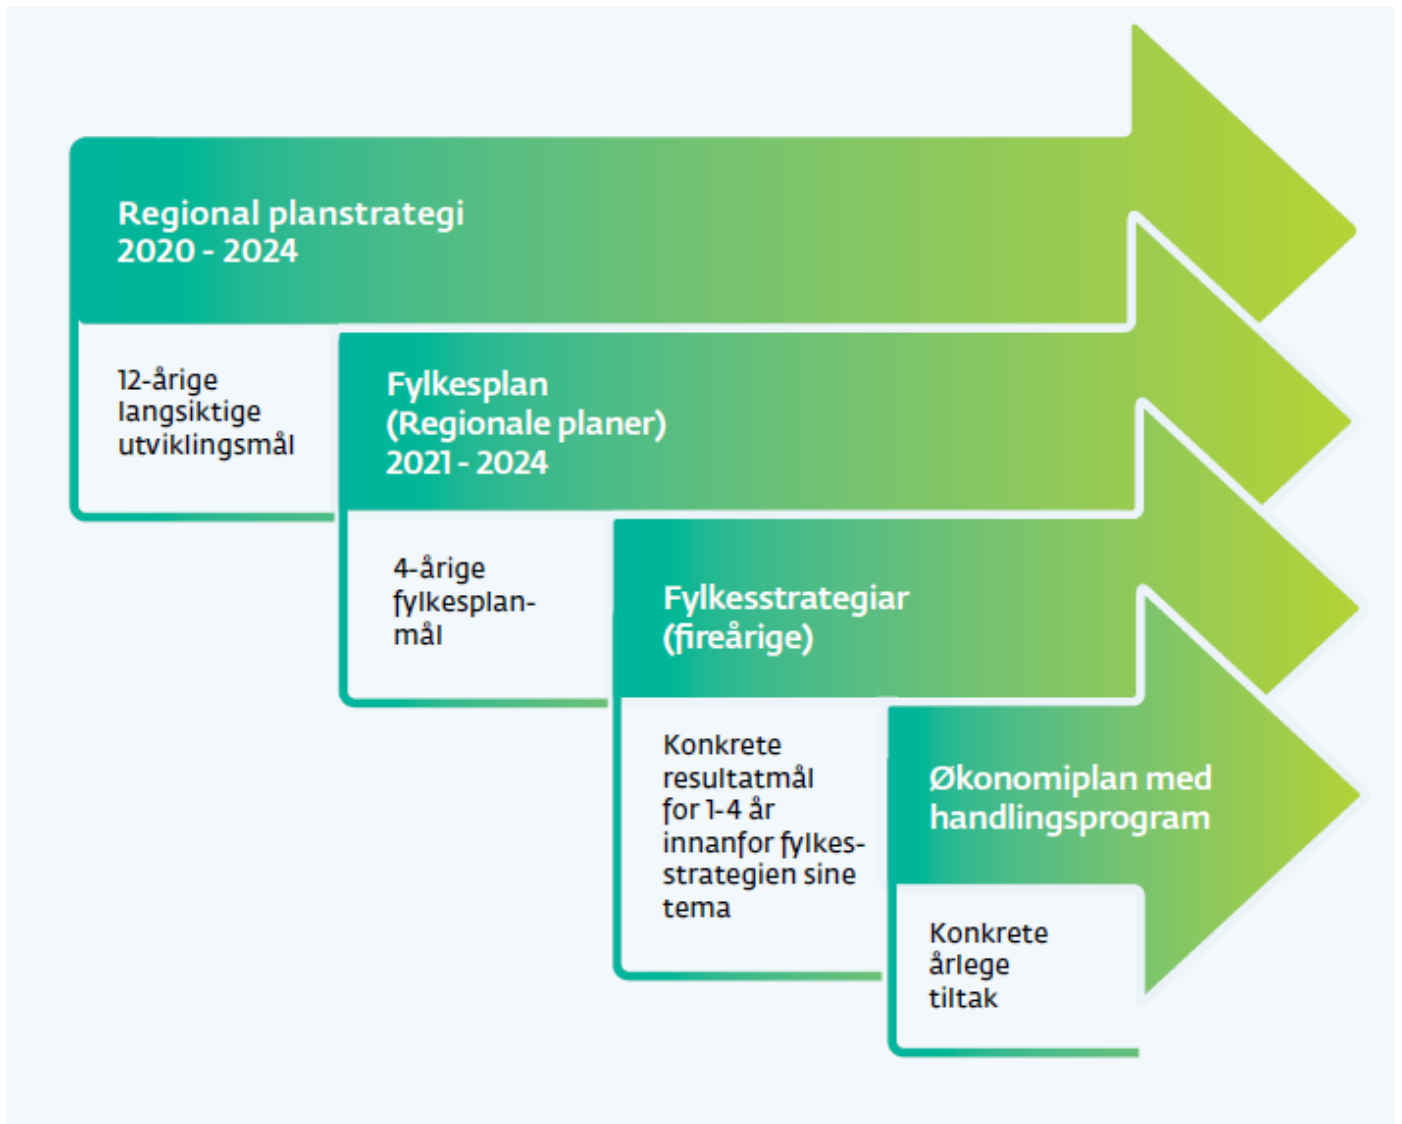 Regional planstrategi
2020 - 2024
12-årige
langsiktige
utviklingsmål
Fylkesplan
(Regionale planer)
2021 - 2024
4-årige
fylkesplan-
mål
Fylkesstrategiar
(fireårige)
Konkrete
resultatmål
for 1-4 år
innanfor fylkes-
strategien sine
tema
Økonomiplan med
handlingsprogram
Konkrete
årlege
tiltak